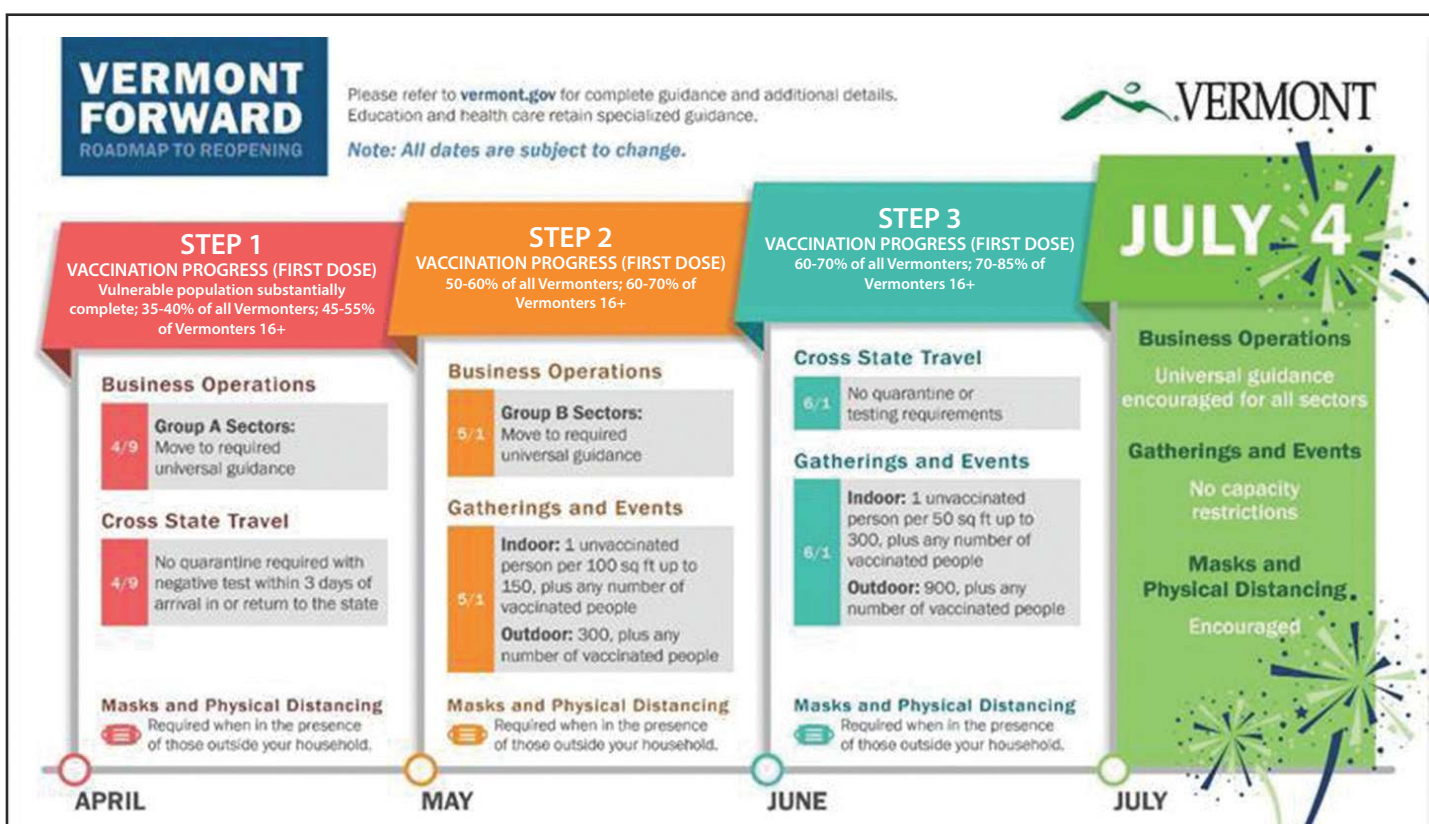 VERMONT
FORWARD
ROADMAP TO REOPENING
Please refer to vermont.gov for complete guidance and additional details.
Education and health care retain specialized guidance.
Note: All dates are subject to change.
VERMONT
STEP 1
VACCINATION PROGRESS (FIRST DOSE)
Vulnerable population substantially
complete; 35-40% of all Vermonters; 45-55%
of Vermonters 16+
Business Operations
4/9
Group A Sectors:
Move to required
universal guidance
Cross State Travel
4/9
No quarantine required with
negative test within 3 days of
arrival in or return to the state
Masks and Physical Distancing
Required when in the presence
of those outside your household.
APRIL
STEP 2
VACCINATION PROGRESS (FIRST DOSE)
50-60% of all Vermonters; 60-70% of
Vermonters 16+
Business Operations
5/1
Group B Sectors:
Move to required
universal guidance
Gatherings and Events
5/1
Indoor: 1 unvaccinated
person per 100 sq ft up to
150, plus any number of
vaccinated people
Outdoor: 300, plus any
number of vaccinated people
Masks and Physical Distancing
Required when in the presence
of those outside your household.
MAY
STEP 3
VACCINATION PROGRESS (FIRST DOSE)
60-70% of all Vermonters; 70-85% of
Vermonters 16+
Cross State Travel
6/1
No quarantine or
testing requirements
Gatherings and Events
6/1
Indoor: 1 unvaccinated
person per 50 sq ft up to
300, plus any number of
vaccinated people
Outdoor: 900, plus any
number of vaccinated people
Masks and Physical Distancing
Required when in the presence
of those outside your household.
JUNE
JULY 4
Business Operations
Universal guidance
encouraged for all sectors
Gatherings and Events
No capacity
restrictions
Masks and
Physical Distancing
Encouraged
JULY